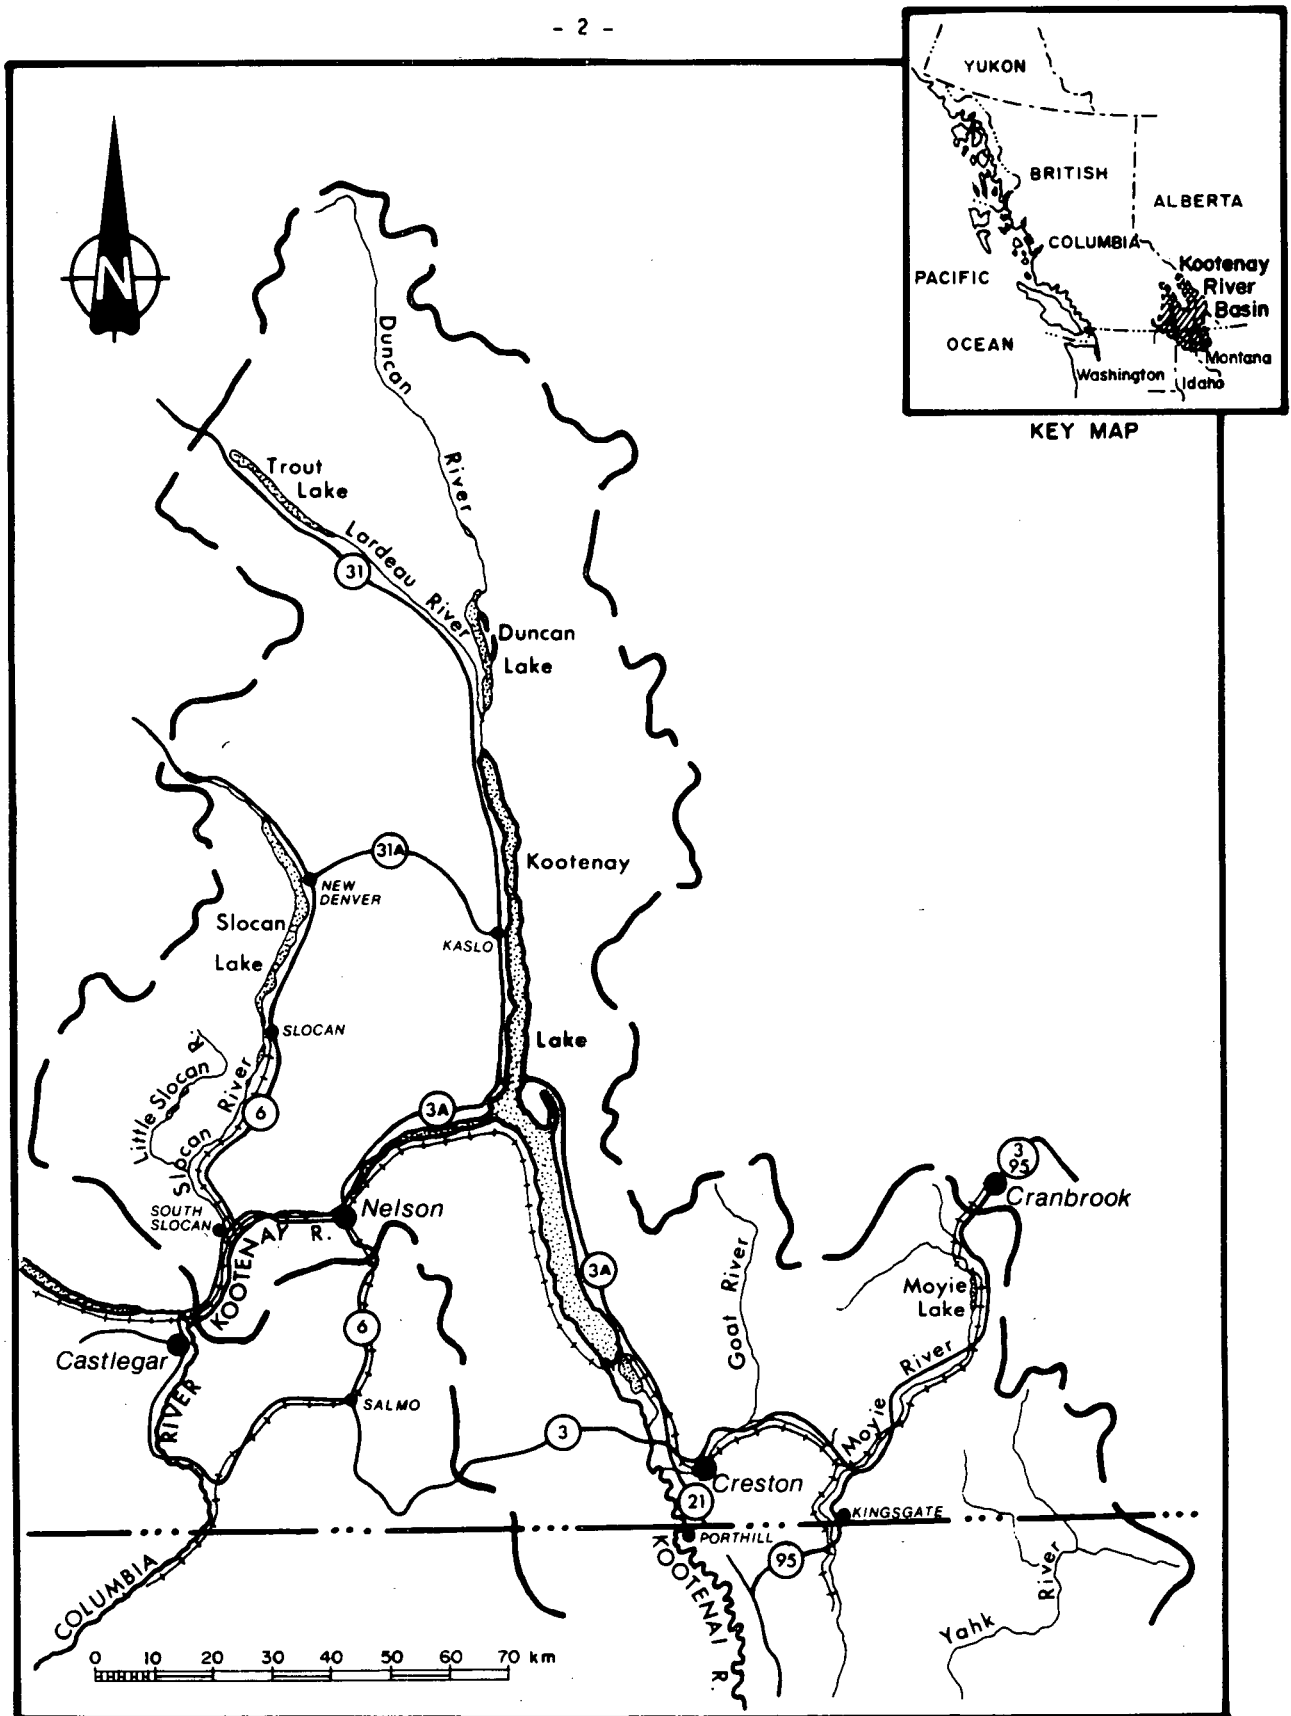 - 2 -
YUKON
BRITISH
ALBERTA
COLUMBIA
PACIFIC
Kootenay
River
Basin
OCEAN
Montana
Washington
Idaho
KEY MAP
N
Duncan
River
Trout
Lake
Lardeau
River
31
Duncan
Lake
31A
Kootenay
NEW
DENVER
Slocan
Lake
KASLO
SLOCAN
Lake
Little Slocan R.
Slocan River
6
3A
3
95
Cranbrook
Nelson
SOUTH
SLOCAN
KOOTENAY R.
3A
Goat River
Moyie
Lake
6
Castlegar
Moyie River
RIVER
SALMO
3
Creston
21
KINGSGATE
PORTHILL
95
KOOTENAI R.
COLUMBIA
Yahk River
0 10 20 30 40 50 60 70 km